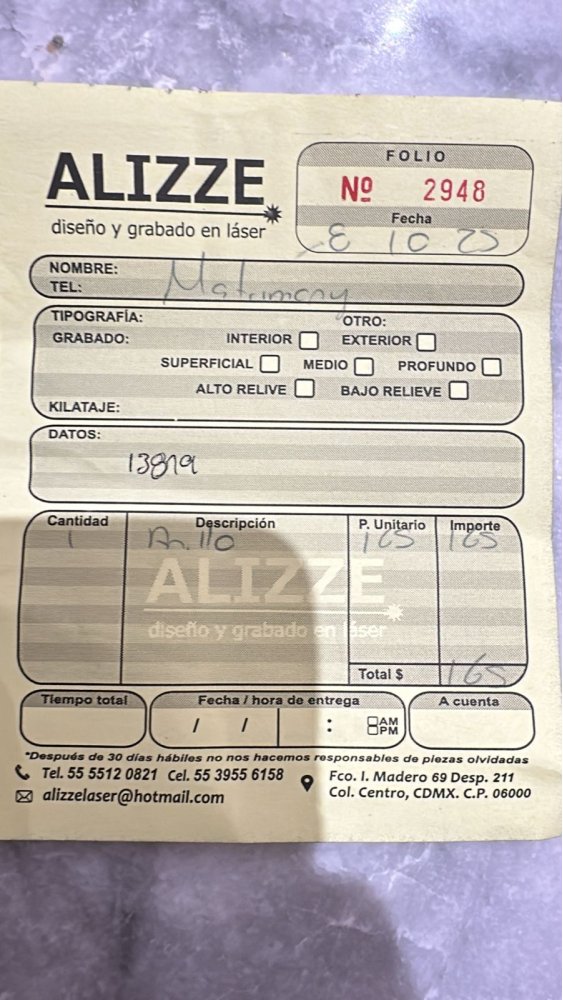 ALIZZE
diseño y grabado en láser
FOLIO
Nº 2948
Fecha
8 10 25
NOMBRE: Matrimony
TEL:
TIPOGRAFÍA: OTRO:
GRABADO: INTERIOR EXTERIOR
SUPERFICIAL MEDIO PROFUNDO
ALTO RELIVE BAJO RELIEVE
KILATAJE:
DATOS:
Cantidad Descripción P. Unitario Importe
1 Anillo 165 165
ALIZZE
diseño y grabado en láser
Total $ 165
Tiempo total Fecha / hora de entrega A cuenta
/ / : AM
PM
*Después de 30 días hábiles no nos hacemos responsables de piezas olvidadas
Tel. 55 5512 0821 Cel. 55 3955 6158
alizzelaser@hotmail.com
Fco. I. Madero 69 Desp. 211
Col. Centro, CDMX. C.P. 06000